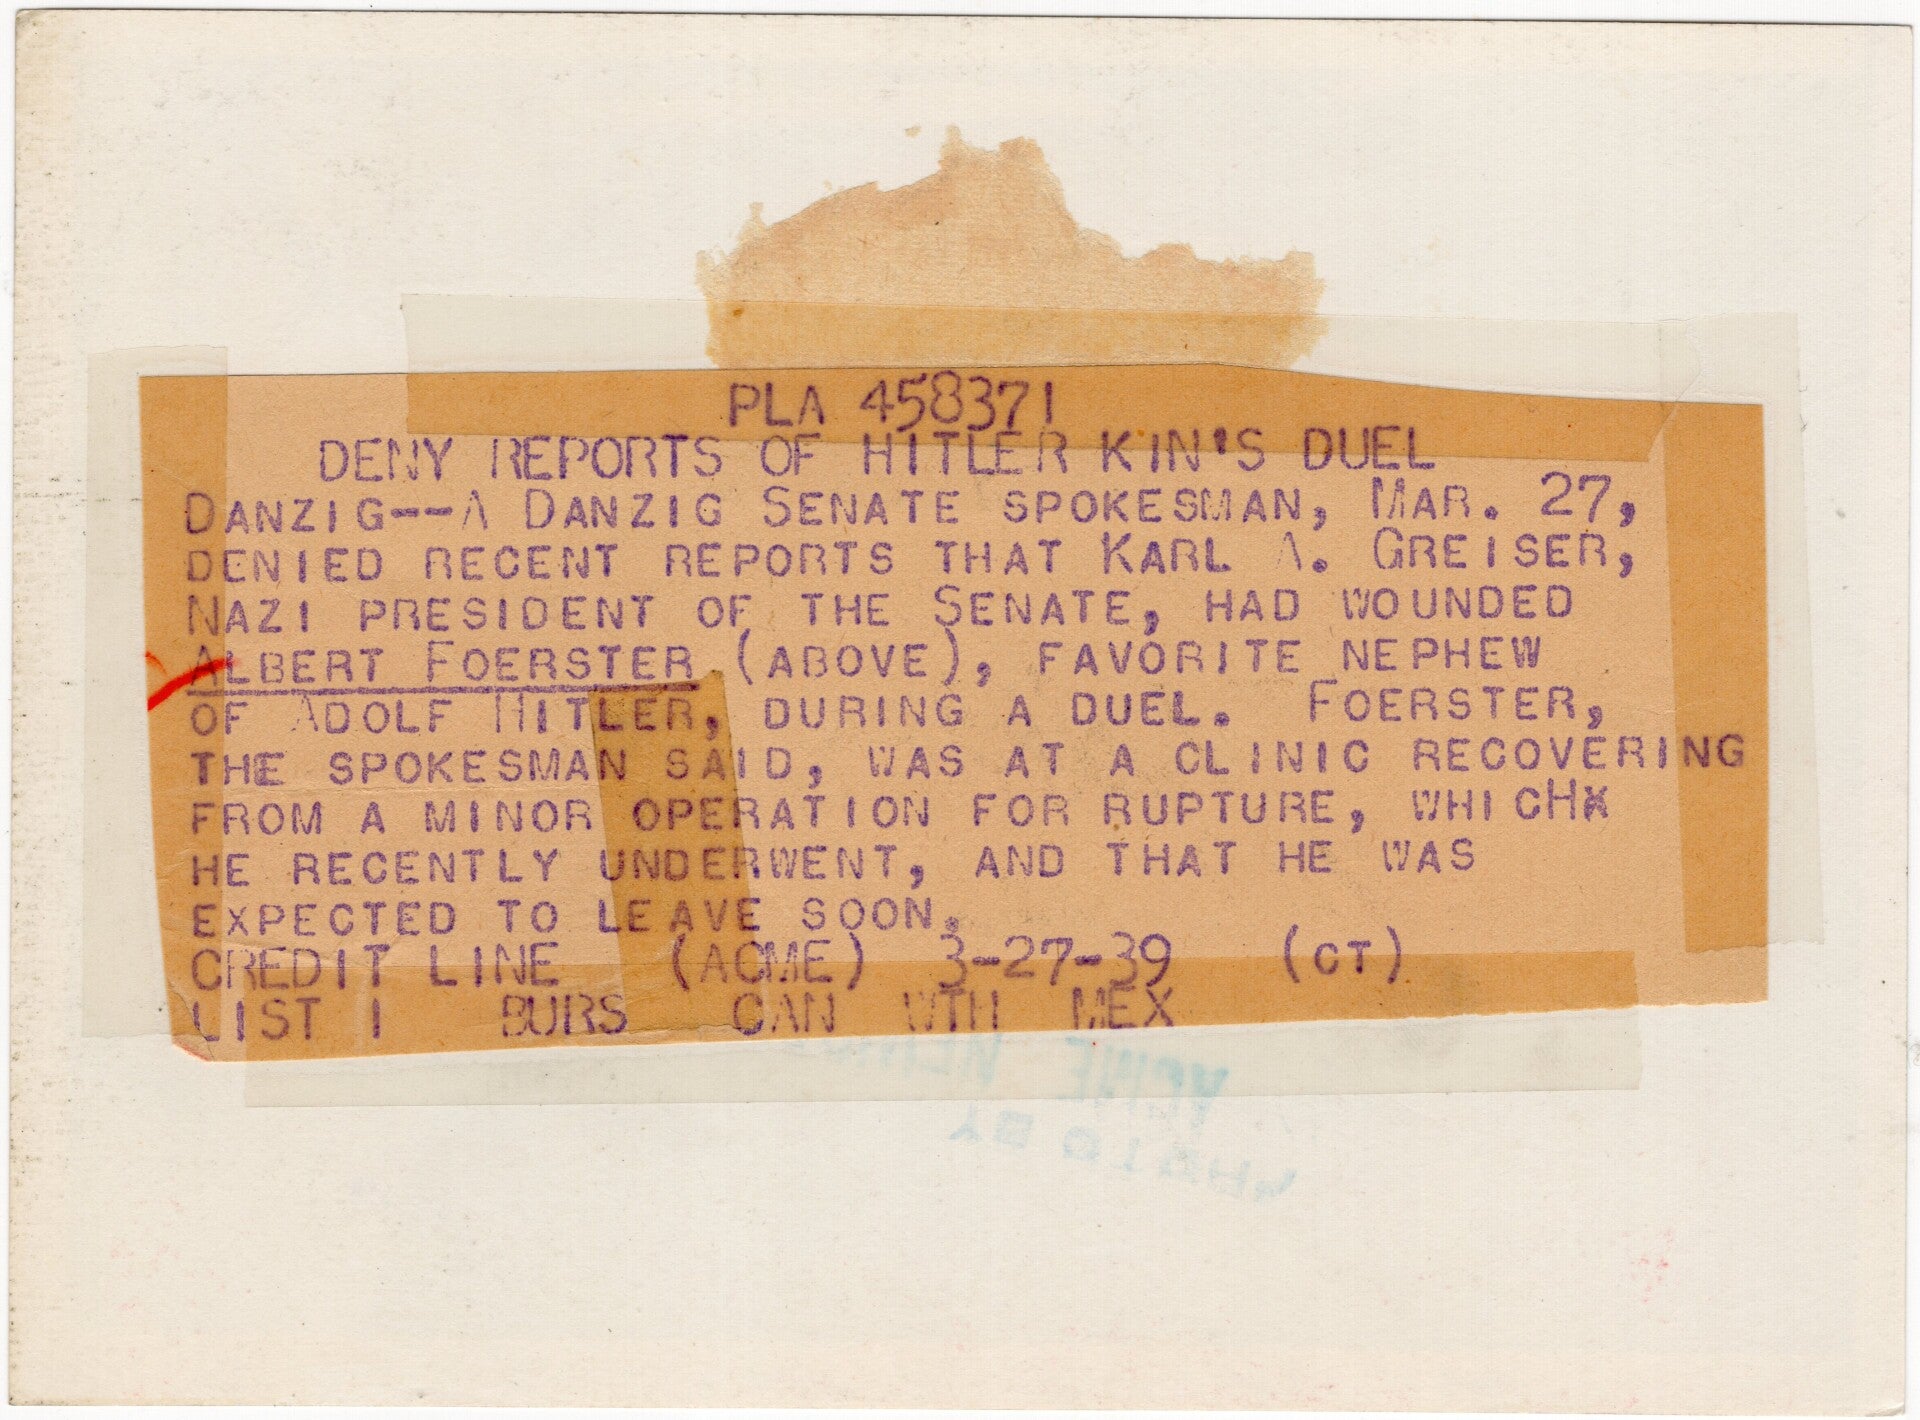 PLA 458371
DENY REPORTS OF HITLER KIN'S DUEL
DANZIG--A DANZIG SENATE SPOKESMAN, MAR. 27,
DENIED RECENT REPORTS THAT KARL A. GREISER,
NAZI PRESIDENT OF THE SENATE, HAD WOUNDED
ALBERT FOERSTER (ABOVE), FAVORITE NEPHEW
OF ADOLF HITLER, DURING A DUEL. FOERSTER,
THE SPOKESMAN SAID, WAS AT A CLINIC RECOVERING
FROM A MINOR OPERATION FOR RUPTURE, WHICHX
HE RECENTLY UNDERWENT, AND THAT HE WAS
EXPECTED TO LEAVE SOON.
CREDIT LINE (ACME) 3-27-39 (CT)
LIST 1 BURS CAN WTH MEX
ACME
BY